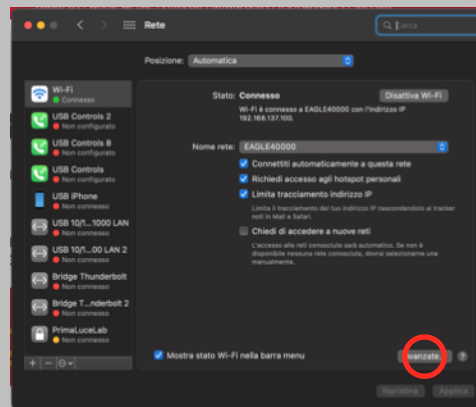 Rete
Cerca
Posizione: Automatica
Wi-Fi
Connesso
USB Controls 2
Non configurato
USB Controls 8
Non configurato
USB Controls
Non configurato
USB iPhone
Non connesso
USB 10/1...1000 LAN
Non connesso
USB 10/1...00 LAN 2
Non connesso
Bridge Thunderbolt
Non connesso
Bridge T...nderbolt 2
Non connesso
PrimaLuceLab
Non connesso
Stato: Connesso
Disattiva Wi-Fi
Wi-Fi è connesso a EAGLE40000 con l'indirizzo IP
192.168.137.100.
Nome rete: EAGLE40000
Connettiti automaticamente a questa rete
Richiedi accesso agli hotspot personali
Limita tracciamento indirizzo IP
Limita il tracciamento del tuo indirizzo IP nascondendolo ai tracker
noti in Mail e Safari.
Chiedi di accedere a nuove reti
L'accesso alle reti conosciute sarà automatico. Se non è
disponibile nessuna rete conosciuta, dovrai selezionarne una
manualmente.
Mostra stato Wi-Fi nella barra menu
Avanzate...
?
Ripristina
Applica